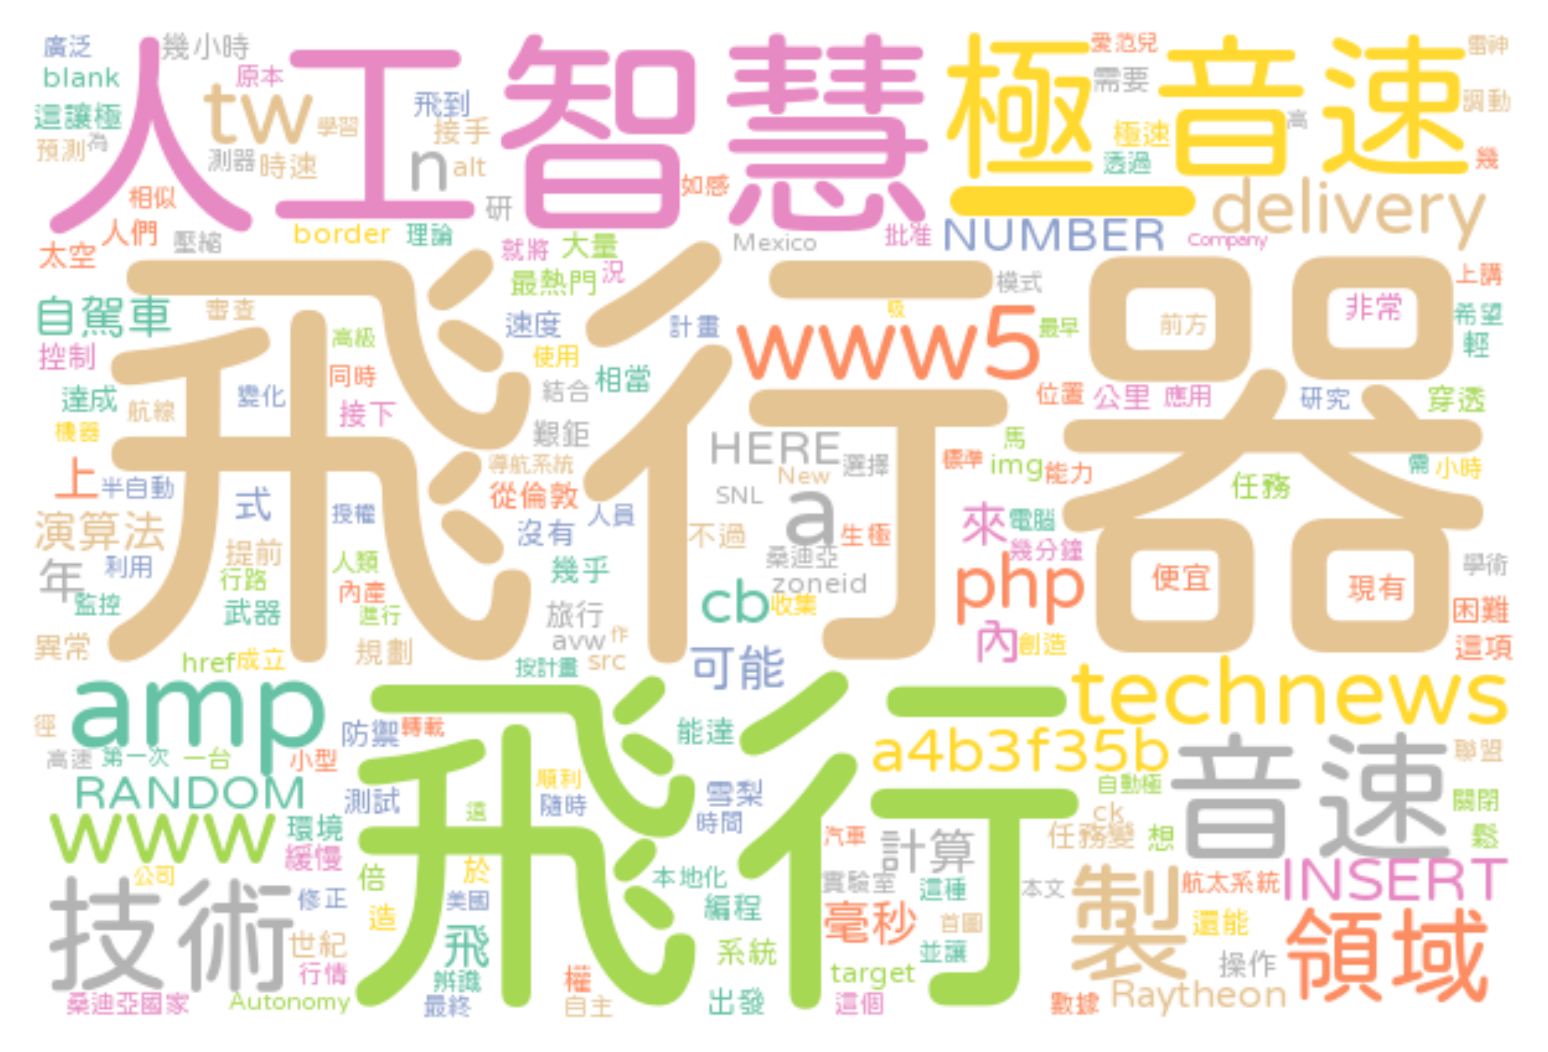 廣泛 幾小時 人工智慧 極音速 愛范兒 雷神
blank 原本 tw 飛到 需要 調動
這讓極 學習 接手 極速 高
預測 為 測器 時速 n alt 透過 幾
相似 研 如感 delivery
人們 壓縮 border 理論 就將 大量 Mexico 批准 NUMBER Company
太空 飛行器 最熱門 況 模式 上講
自駕車 審查 速度 計畫 吸 www5 最早 前方 非常 希望
控制 高級 使用 輕
同時 結合 相當
達成 航線 變化 接下 位置 公里 應用 研究 穿透
機器 艱鉅 HERE 馬
上 半自動 導航系統 選擇 標準 img 能力 需 小時
式 從倫敦 SNL New 任務
演算法 授權 沒有 人員 不過 a 生極 來 電腦
年 利用 提前 人類 幾乎 桑迪亞 幾分鐘 學術
行路 內產 zoneid php 便宜 現有
監控 武器 進行 旅行 cb 收集 困難
異常 規劃 avw 作 內 創造 這項
href 成立 src 按計畫 可能
amp 飛行 technews
徑 防禦 轉載 能達 a4b3f35b 音速 聯盟
高速 第一次 一台 小型 順利 自動極
RANDOM 測試 隨時 雪梨 ck 關閉
www 環境 這 時間 汽車 計算 任務變 想 鬆
緩慢 INSERT
技術 公司 倍 於 本地化 實驗室 這種 本文 製 航太系統
修正 造 美國 編程 毫秒 首圖 還能 領域
世紀 飛 系統 並讓
行情 辨識 權 target 操作
桑迪亞國家 Autonomy 最終 自主 出發 這個 數據 Raytheon